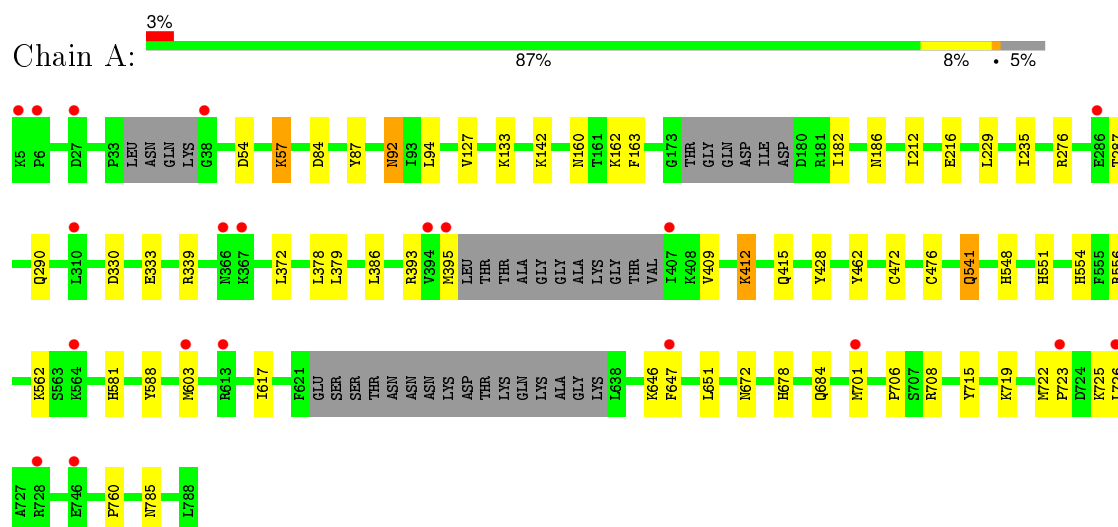 3%
Chain A:
87% 8% • 5%
K5 P6 D27 P33 LEU ASN GLN LYS G38 D54 K57 D84 Y87 N92 I93 L94 V127 K133 K142 N160 T161 K162 F163 G173 THR GLY GLN ASP ILE ASP D180 R181 I182 N186 I212 E216 L229 I235 R276 E286 T287
Q290 L310 D330 E333 R339 N366 K367 L372 L378 L379 L386 R393 V394 M395 LEU THR THR ALA GLY GLY ALA LYS GLY THR VAL I407 K408 V409 K412 Q415 Y428 Y462 C472 C476 Q541 H548 H551 H554 F555 R556
K562 S563 K564 H581 Y588 M603 R613 I617 F621 GLU SER SER THR ASN ASN ASN LYS ASP THR LYS GLN LYS ALA GLY LYS L638 K646 F647 L651 N672 H678 Q684 M701 P706 S707 R708 Y715 K719 M722 P723 D724 K725
A727 R728 E746 P760 N785 L788